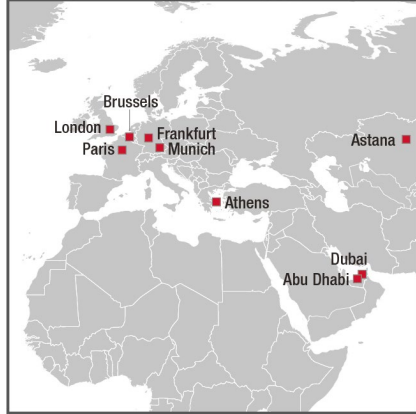 Brussels
London
Frankfurt
Paris
Munich
Astana
Athens
Dubai
Abu Dhabi